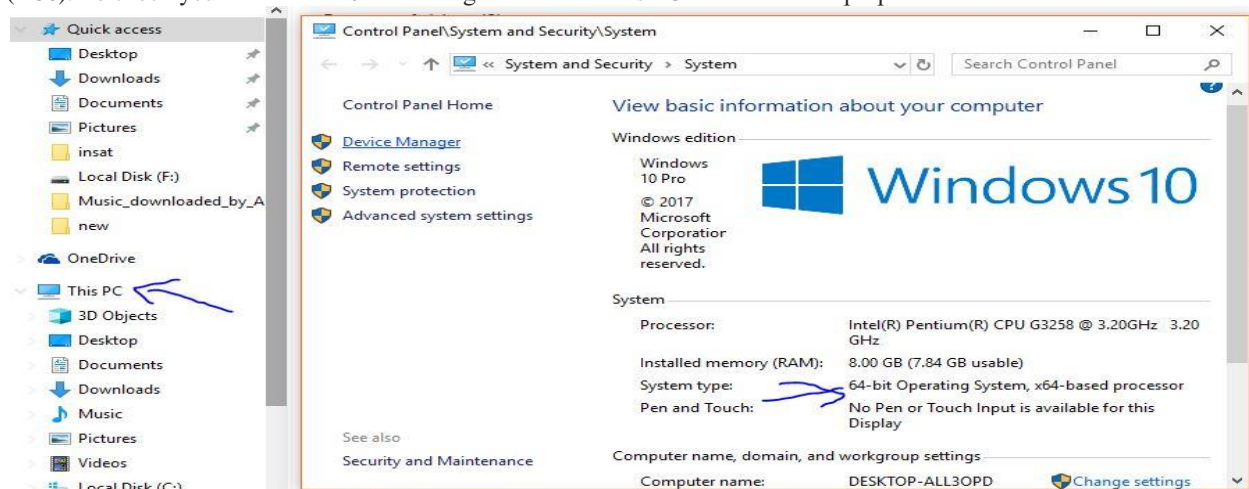 Quick access
Desktop
Downloads
Documents
Pictures
insat
Local Disk (F:)
Music_downloaded_by_A
new
OneDrive
This PC
3D Objects
Desktop
Documents
Downloads
Music
Pictures
Videos
Local Disk (C:)
Control Panel\System and Security\System
« System and Security > System
Search Control Panel
Control Panel Home
Device Manager
Remote settings
System protection
Advanced system settings
See also
Security and Maintenance
View basic information about your computer
Windows edition
Windows
10 Pro
© 2017
Microsoft
Corporation
All rights
reserved.
Windows 10
System
Processor: Intel(R) Pentium(R) CPU G3258 @ 3.20GHz 3.20
GHz
Installed memory (RAM): 8.00 GB (7.84 GB usable)
System type: 64-bit Operating System, x64-based processor
Pen and Touch: No Pen or Touch Input is available for this
Display
Computer name, domain, and workgroup settings
Computer name: DESKTOP-ALL3OPD Change settings